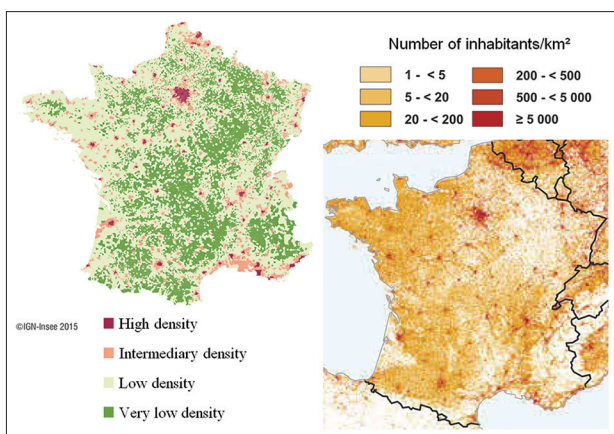 Number of inhabitants/km²
1 - < 5
200 - < 500
5 - < 20
500 - < 5 000
20 - < 200
≥ 5 000
©IGN-Insee 2015
High density
Intermediary density
Low density
Very low density